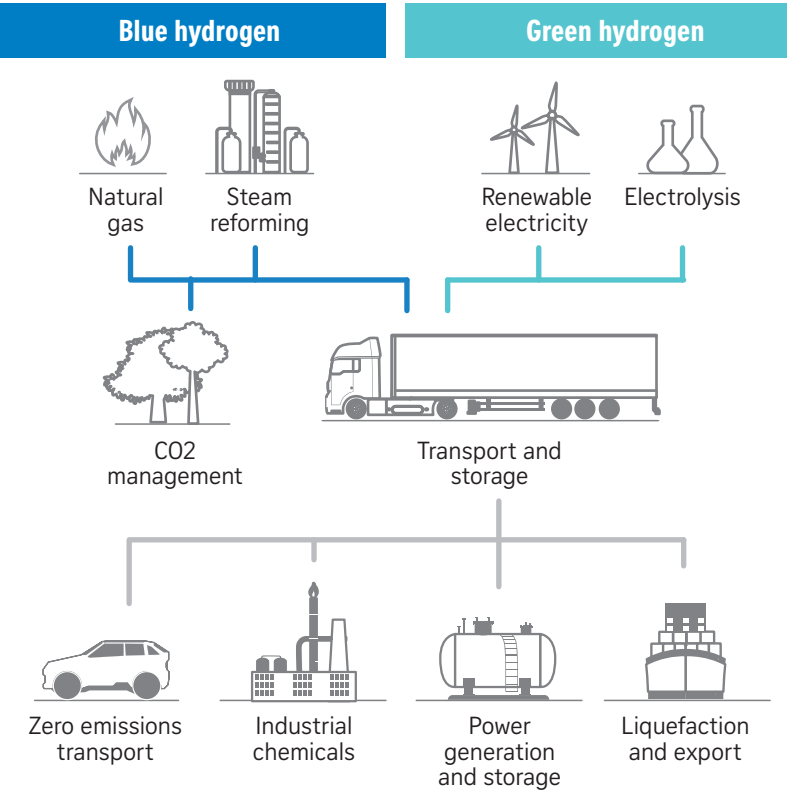 Blue hydrogen
Green hydrogen
Natural
gas
Steam
reforming
Renewable
electricity
Electrolysis
CO2
management
Transport and
storage
Zero emissions
transport
Industrial
chemicals
Power
generation
and storage
Liquefaction
and export